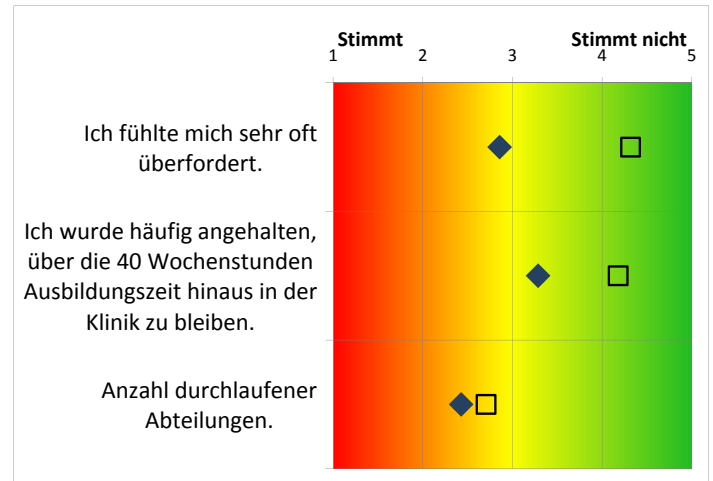 Stimmt Stimmt nicht
1 2 3 4 5
Ich fühlte mich sehr oft
überfordert.
Ich wurde häufig angehalten,
über die 40 Wochenstunden
Ausbildungszeit hinaus in der
Klinik zu bleiben.
Anzahl durchlaufener
Abteilungen.